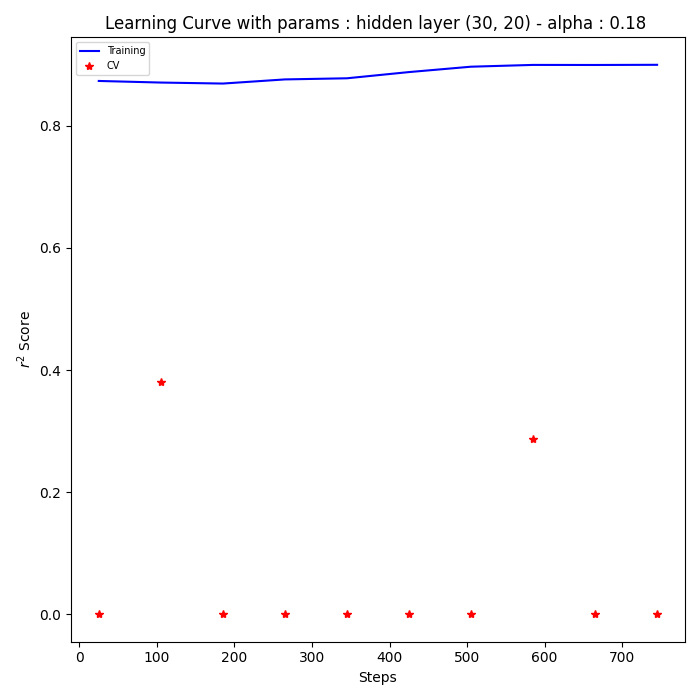 Learning Curve with params : hidden layer (30, 20) - alpha : 0.18
Training
CV
0.8
0.6
0.4
0.2
0.0
r² Score
0 100 200 300 400 500 600 700
Steps